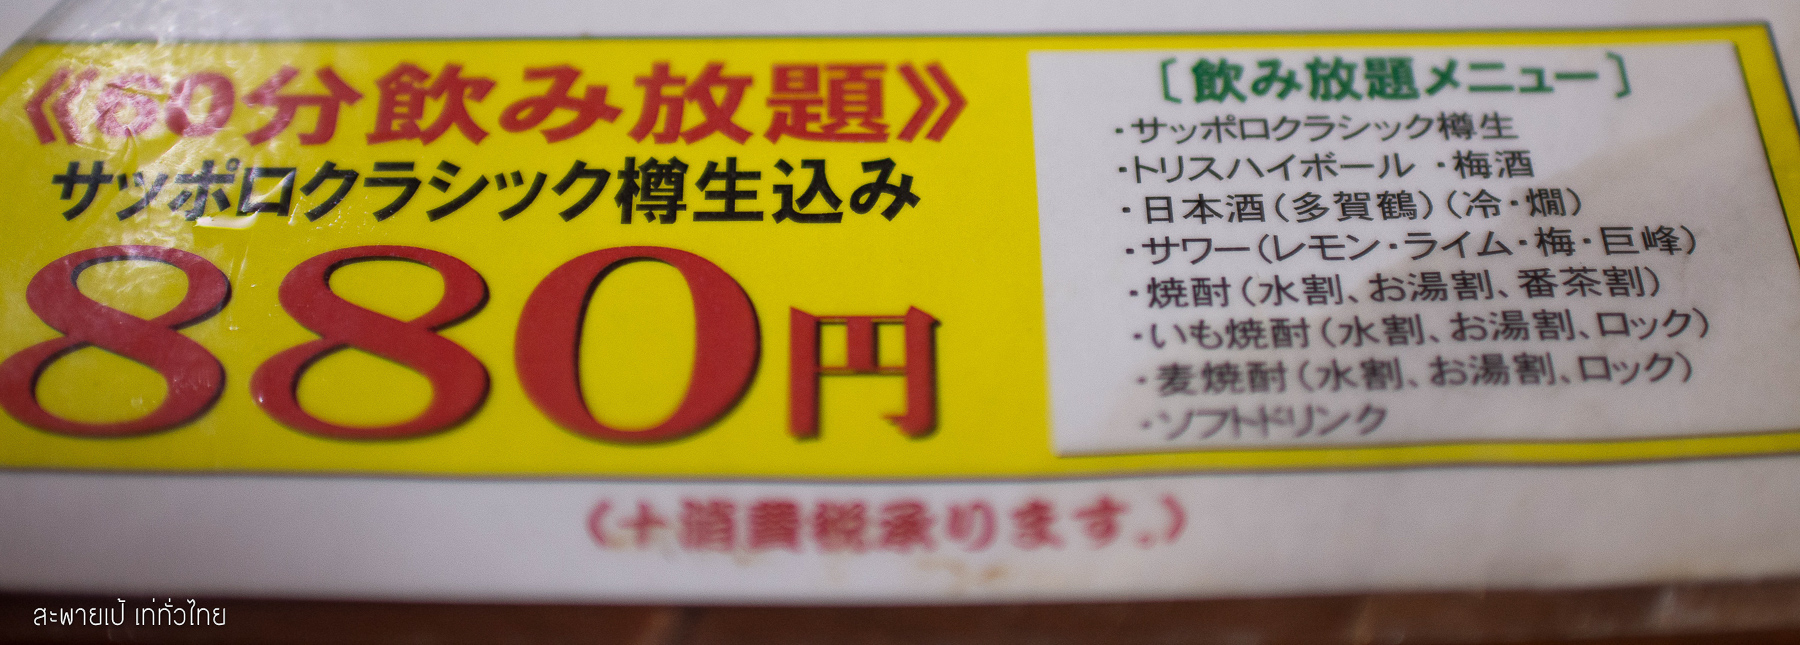 《60分飲み放題》
サッポロクラシック樽生込み
880円
[飲み放題メニュー]
・サッポロクラシック樽生
・トリスハイボール ・梅酒
・日本酒(多賀鶴)(冷・燗)
・サワー(レモン・ライム・梅・巨峰)
・焼酎(水割、お湯割、番茶割)
・いも焼酎(水割、お湯割、ロック)
・麦焼酎(水割、お湯割、ロック)
・ソフトドリンク
(+消費税承ります。)
สะพายเป้ เท่ทั่วไทย